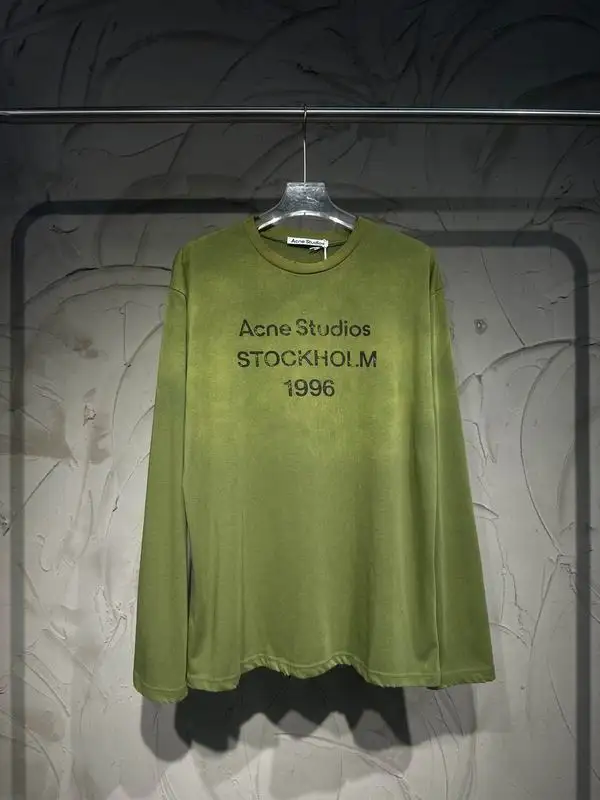 Acne Studios
Acne Studios
STOCKHOLM
1996